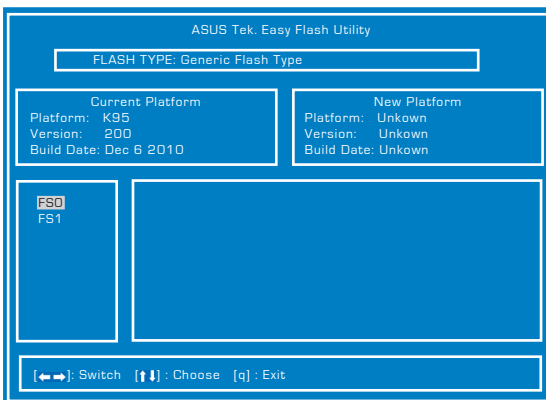 ASUS Tek. Easy Flash Utility
FLASH TYPE: Generic Flash Type
Current Platform
Platform: K95
Version: 200
Build Date: Dec 6 2010
New Platform
Platform: Unkown
Version: Unkown
Build Date: Unkown
FS0
FS1
[←→]: Switch [↑↓] : Choose [q] : Exit